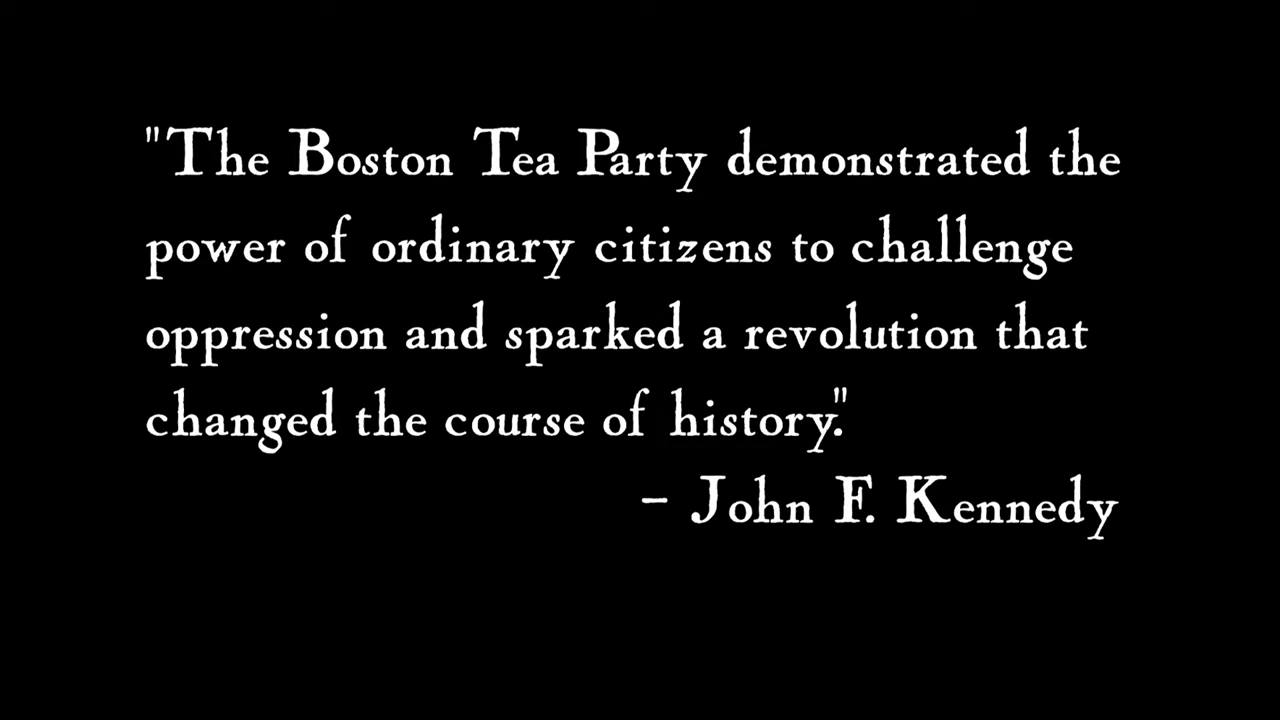 "The Boston Tea Party demonstrated the
power of ordinary citizens to challenge
oppression and sparked a revolution that
changed the course of history."
- John F. Kennedy